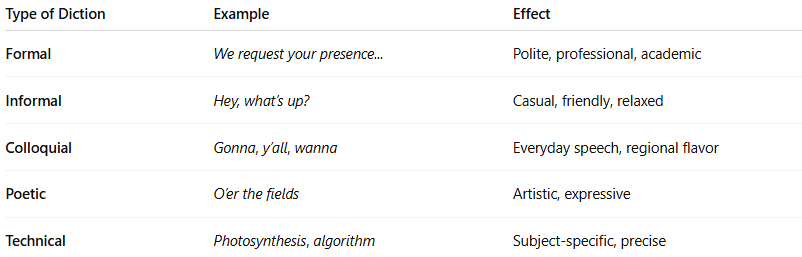 Type of Diction Example Effect
Formal We request your presence... Polite, professional, academic
Informal Hey, what’s up? Casual, friendly, relaxed
Colloquial Gonna, y’all, wanna Everyday speech, regional flavor
Poetic O’er the fields Artistic, expressive
Technical Photosynthesis, algorithm Subject-specific, precise